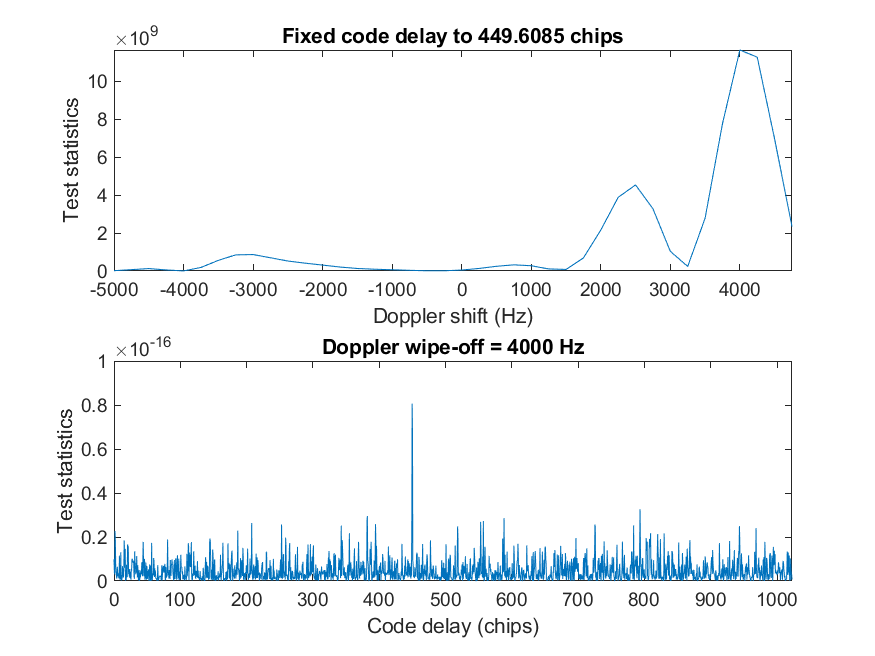 ×10^9
Fixed code delay to 449.6085 chips
Test statistics
10
8
6
4
2
0
-5000 -4000 -3000 -2000 -1000 0 1000 2000 3000 4000
Doppler shift (Hz)
×10^-16
Doppler wipe-off = 4000 Hz
Test statistics
1
0.8
0.6
0.4
0.2
0
0 100 200 300 400 500 600 700 800 900 1000
Code delay (chips)